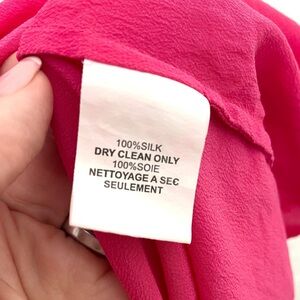 100%SILK
DRY CLEAN ONLY
100%SOIE
NETTOYAGE A SEC
SEULEMENT